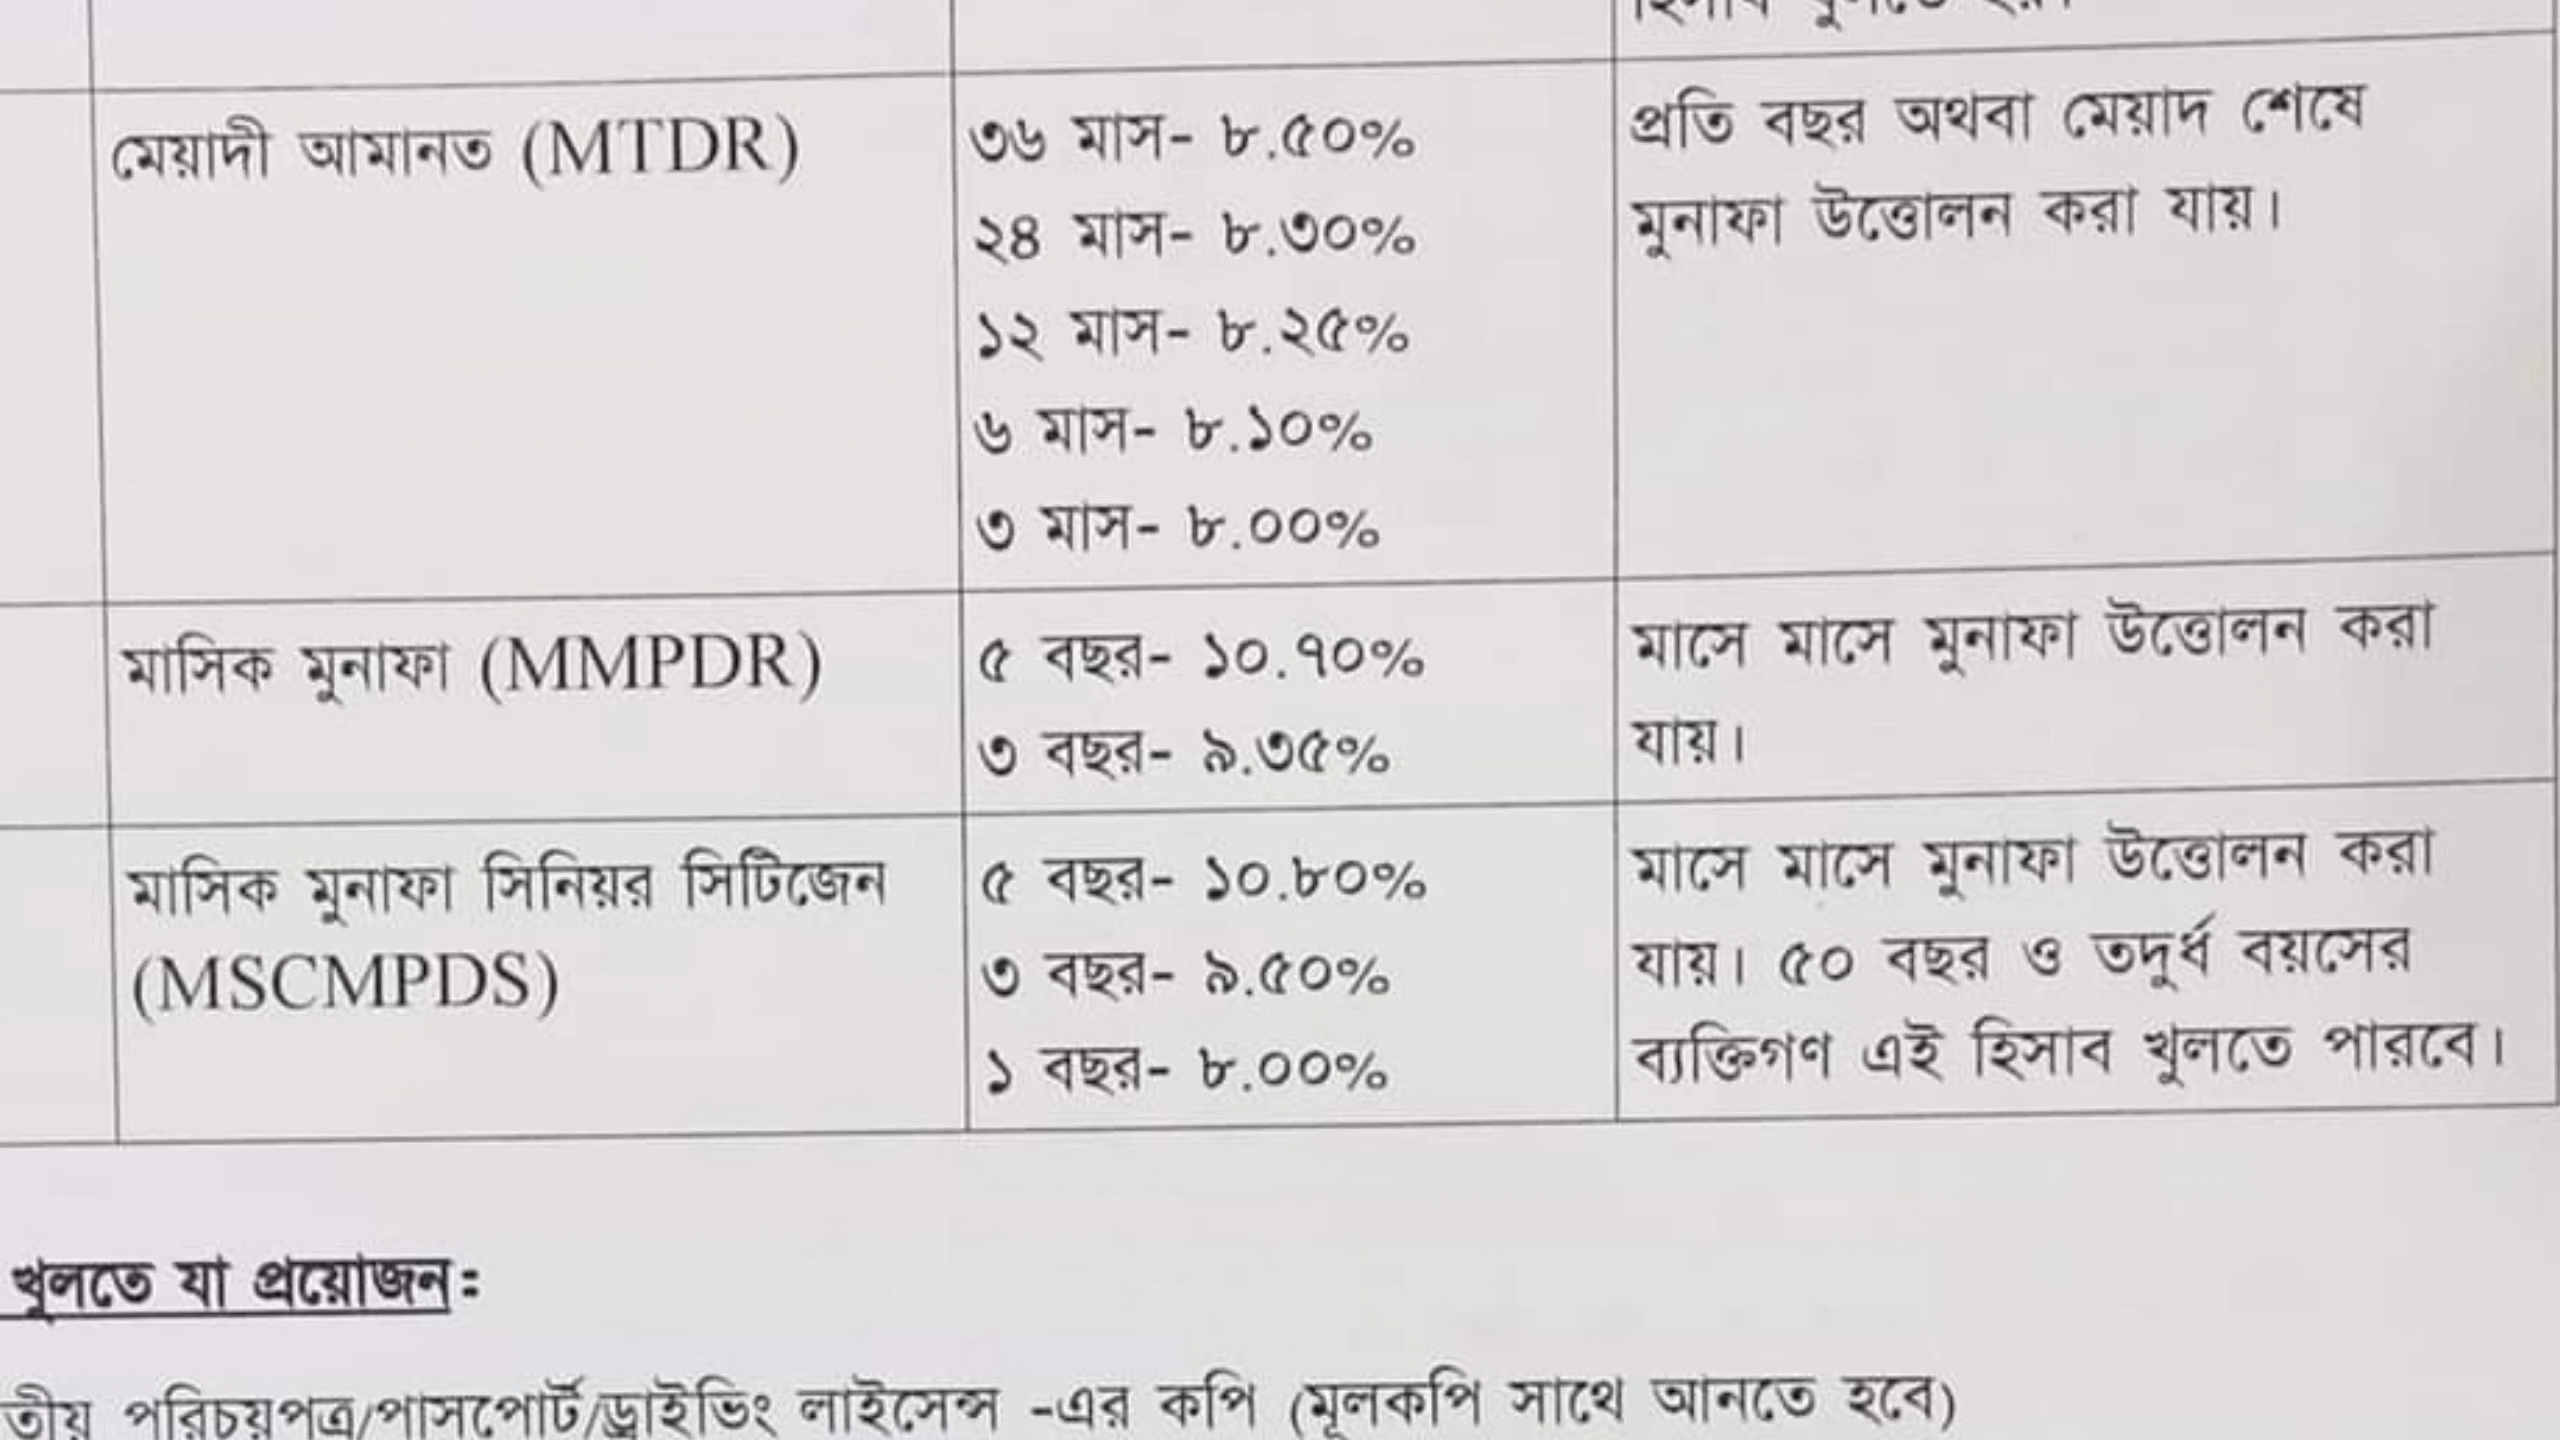 হিসাব খুলতে হয়।
মেয়াদী আমানত (MTDR)
৩৬ মাস- ৮.৫০%
২৪ মাস- ৮.৩০%
১২ মাস- ৮.২৫%
৬ মাস- ৮.১০%
৩ মাস- ৮.০০%
প্রতি বছর অথবা মেয়াদ শেষে
মুনাফা উত্তোলন করা যায়।
মাসিক মুনাফা (MMPDR)
৫ বছর- ১০.৭০%
৩ বছর- ৯.৩৫%
মাসে মাসে মুনাফা উত্তোলন করা
যায়।
মাসিক মুনাফা সিনিয়র সিটিজেন
(MSCMPDS)
৫ বছর- ১০.৮০%
৩ বছর- ৯.৫০%
১ বছর- ৮.০০%
মাসে মাসে মুনাফা উত্তোলন করা
যায়। ৫০ বছর ও তদুর্ধ বয়সের
ব্যক্তিগণ এই হিসাব খুলতে পারবে।
খুলতে যা প্রয়োজন:
তীয় পরিচয়পত্র/পাসপোর্ট/ড্রাইভিং লাইসেন্স -এর কপি (মূলকপি সাথে আনতে হবে)